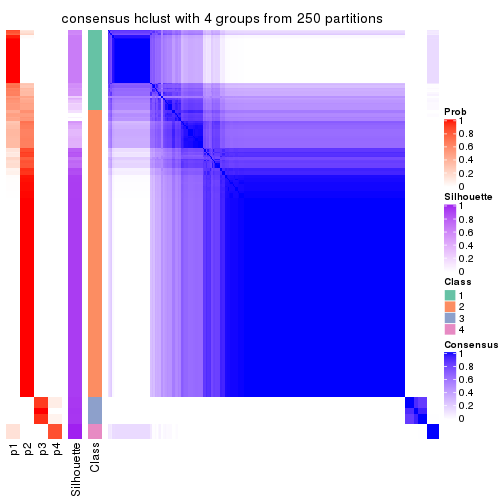 consensus hclust with 4 groups from 250 partitions
Prob
1
0.8
0.6
0.4
0.2
0
Silhouette
1
0.8
0.6
0.4
0.2
0
Class
1
2
3
4
Consensus
1
0.8
0.6
0.4
0.2
0
p1
p2
p3
p4
Silhouette
Class